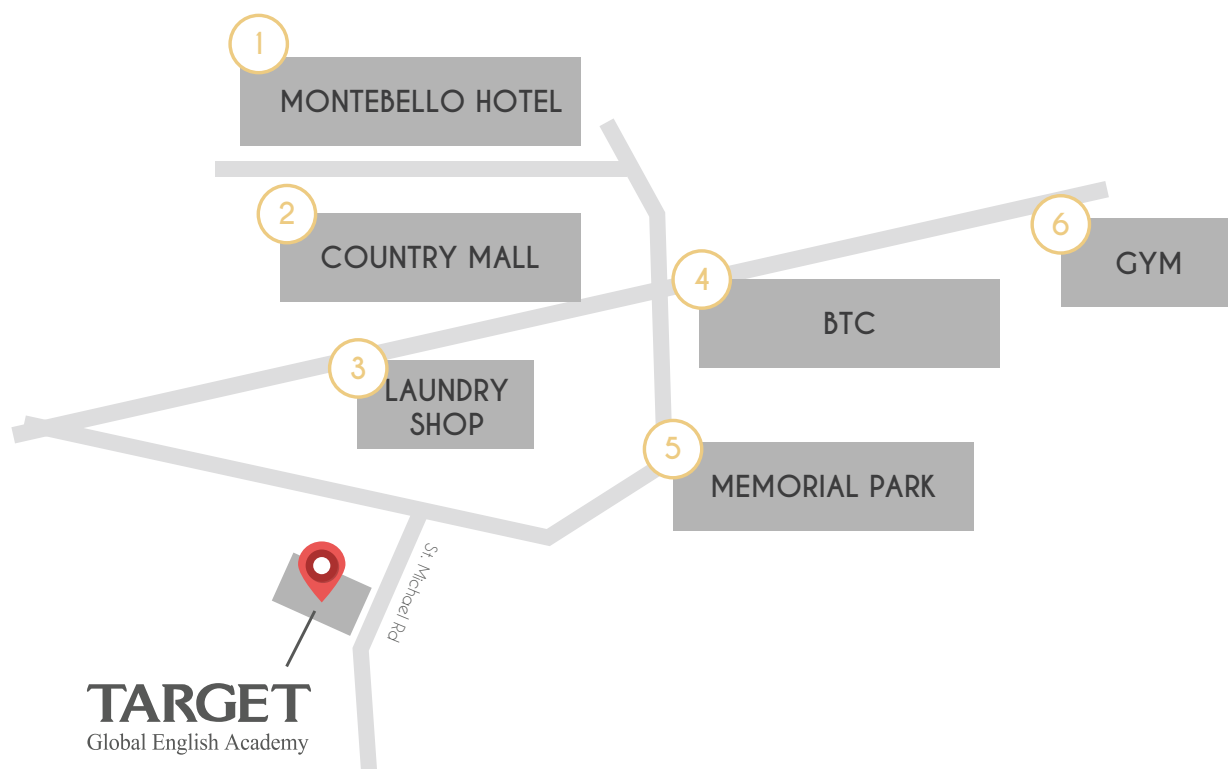 1
MONTEBELLO HOTEL
2
COUNTRY MALL
3
LAUNDRY
SHOP
4
BTC
5
MEMORIAL PARK
6
GYM
St. Michael Rd
TARGET
Global English Academy